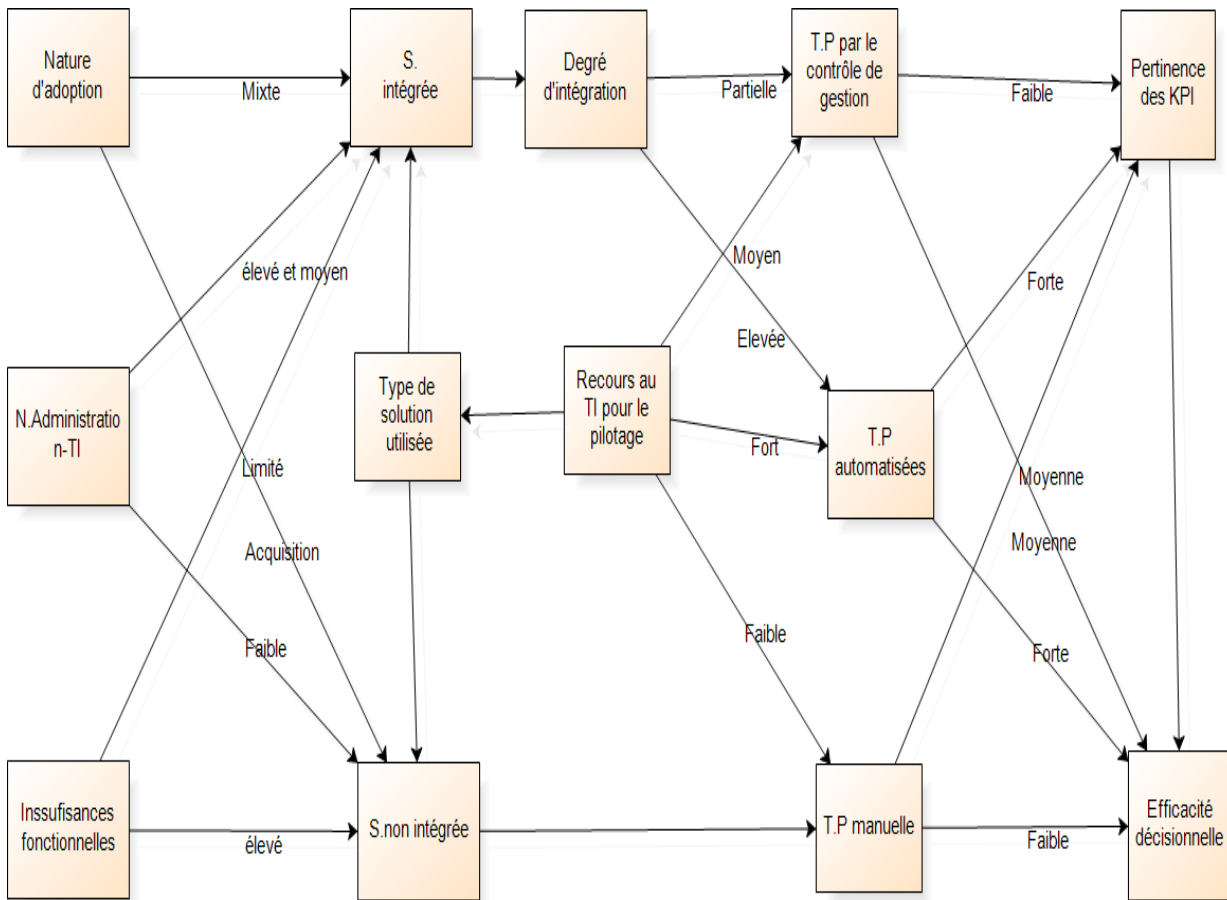 Nature
d'adoption
Mixte
S.
intégrée
Degré
d'intégration
Partielle
T.P par le
contrôle de
gestion
Faible
Pertinence
des KPI
élevé et moyen
Moyen
Forte
Elevée
N.Administratio
n-TI
Type de
solution
utilisée
Recours au
TI pour le
pilotage
Fort
T.P
automatisées
Limité
Moyenne
Acquisition
Moyenne
Faible
Faible
Forte
Inssufisances
fonctionnelles
élevé
S.non intégrée
T.P manuelle
Faible
Efficacité
décisionnelle